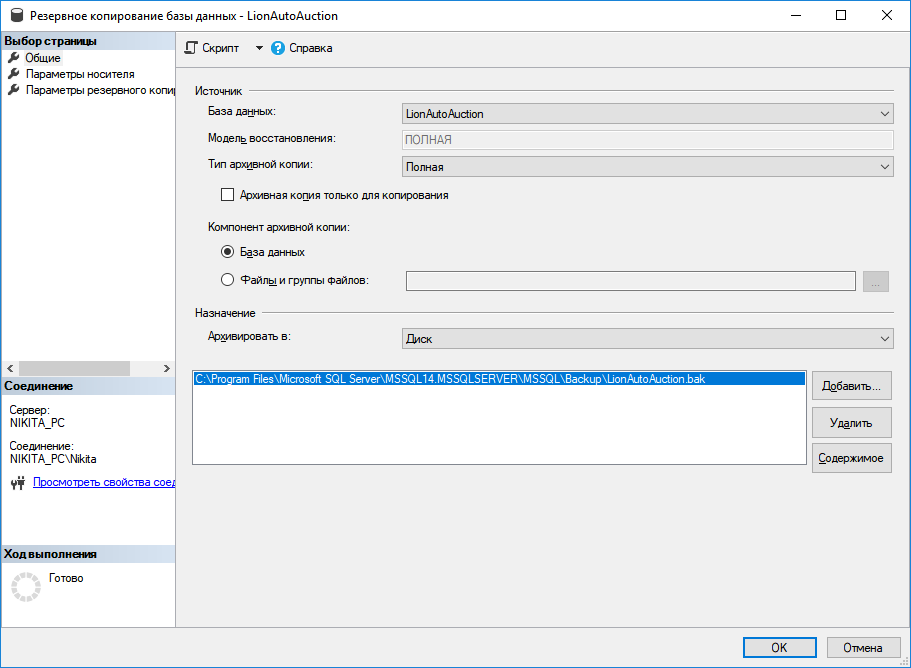 Резервное копирование базы данных - LionAutoAuction
Выбор страницы
Общие
Параметры носителя
Параметры резервного копи
Скрипт
Справка
Источник
База данных:
LionAutoAuction
Модель восстановления:
ПОЛНАЯ
Тип архивной копии:
Полная
Архивная копия только для копирования
Компонент архивной копии:
База данных
Файлы и группы файлов:
...
Назначение
Архивировать в:
Диск
C:\Program Files\Microsoft SQL Server\MSSQL14.MSSQLSERVER\MSSQL\Backup\LionAutoAuction.bak
Добавить...
Удалить
Содержимое
Соединение
Сервер:
NIKITA_PC
Соединение:
NIKITA_PC\Nikita
Просмотреть свойства соед
Ход выполнения
Готово
OK
Отмена